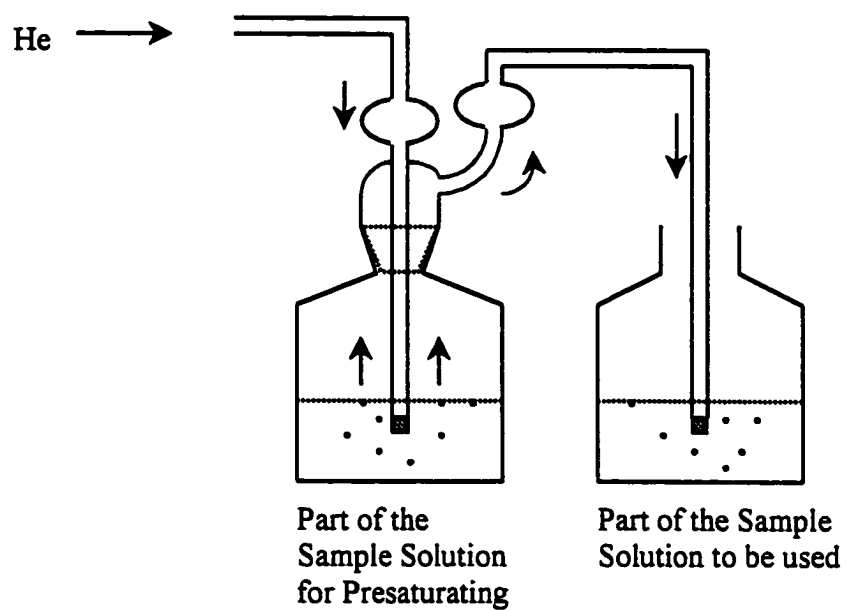 He
Part of the
Sample Solution
for Presaturating
Part of the Sample
Solution to be used